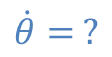 θ̇ = ?